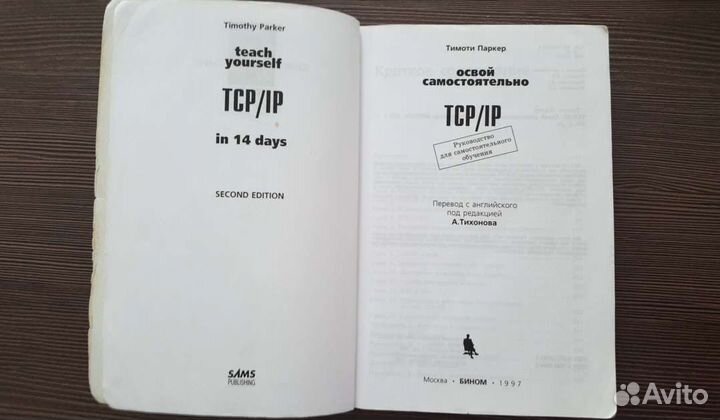 Timothy Parker
teach
yourself
TCP/IP
in 14 days
SECOND EDITION
SAMS
PUBLISHING
Тимоти Паркер
освой
самостоятельно
TCP/IP
Руководство
для самостоятельного
обучения
Перевод с английского
под редакцией
А.Тихонова
Москва • БИНОМ • 1997
Avito